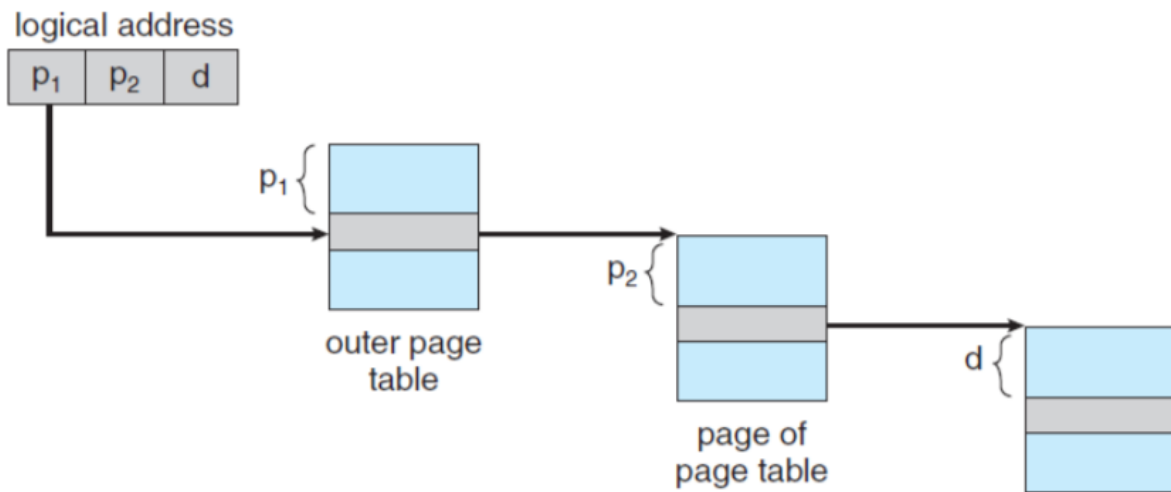 logical address
p₁ p₂ d
p₁
outer page
table
p₂
page of
page table
d